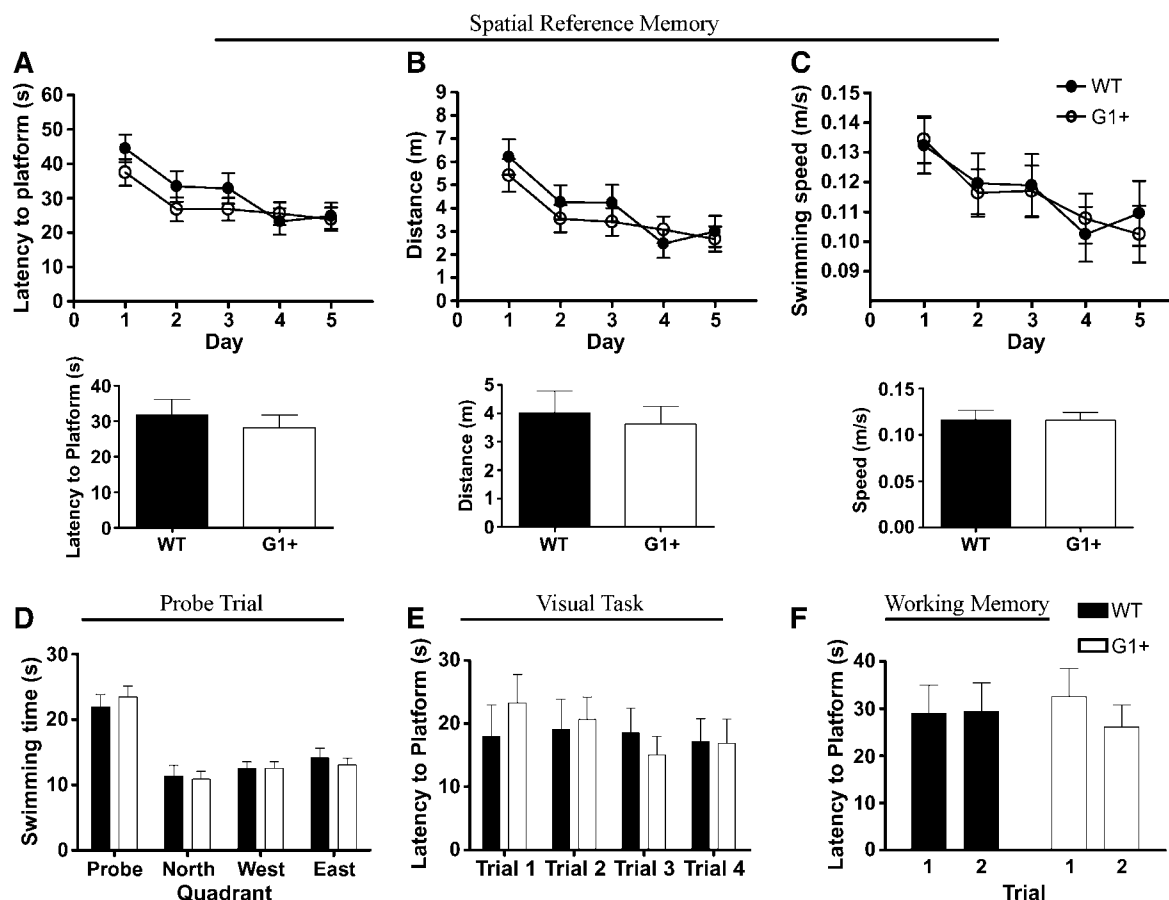 Spatial Reference Memory
A
Latency to platform (s)
60
50
40
30
20
10
0
0 1 2 3 4 5
Day
B
Distance (m)
9
8
7
6
5
4
3
2
1
0
0 1 2 3 4 5
Day
C
Swimming speed (m/s)
0.15
0.13
0.12
0.10
0.09
0 1 2 3 4 5
Day
WT
G1+
Latency to Platform (s)
40
30
20
10
0
WT G1+
Distance (m)
5
4
3
2
1
0
WT G1+
Speed (m/s)
0.15
0.10
0.05
0.00
WT G1+
Probe Trial
D
Swimming time (s)
30
20
10
0
Probe North West East
Quadrant
Visual Task
E
Latency to Platform (s)
30
20
10
0
Trial 1 Trial 2 Trial 3 Trial 4
Working Memory
F
WT
G1+
Latency to Platform (s)
40
30
20
10
0
1 2 1 2
Trial